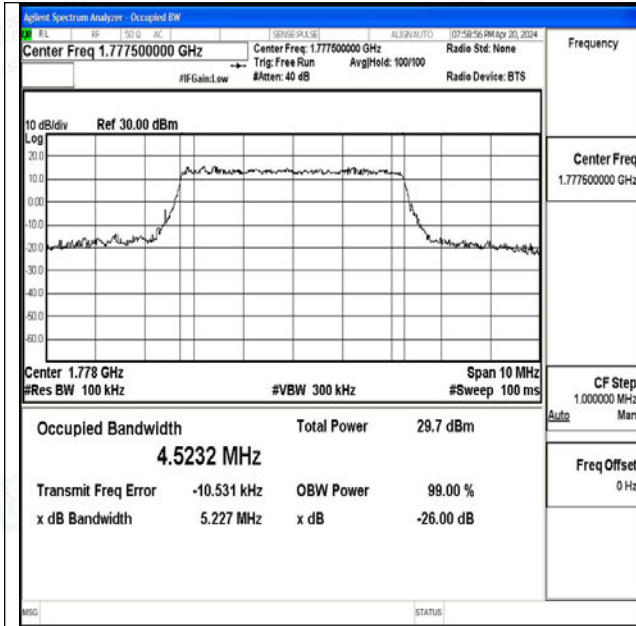 Agilent Spectrum Analyzer - Occupied BW
RL RF 50 Ω AC SENSE:PULSE ALIGNAUTO 07:58:56 PM Apr 20, 2024
Center Freq 1.777500000 GHz
Center Freq: 1.777500000 GHz
Radio Std: None
Trig: Free Run Avg|Hold: 100/100
#IFGain:Low #Atten: 40 dB Radio Device: BTS
10 dB/div Ref 30.00 dBm
Log
20.0
10.0
0.00
-10.0
-20.0
-30.0
-40.0
-50.0
-60.0
Center 1.778 GHz Span 10 MHz
#Res BW 100 kHz #VBW 300 kHz #Sweep 100 ms
Occupied Bandwidth Total Power 29.7 dBm
4.5232 MHz
Transmit Freq Error -10.531 kHz OBW Power 99.00 %
x dB Bandwidth 5.227 MHz x dB -26.00 dB
MSG STATUS
Frequency
Center Freq
1.777500000 GHz
CF Step
1.000000 MHz
Auto Man
Freq Offset
0 Hz